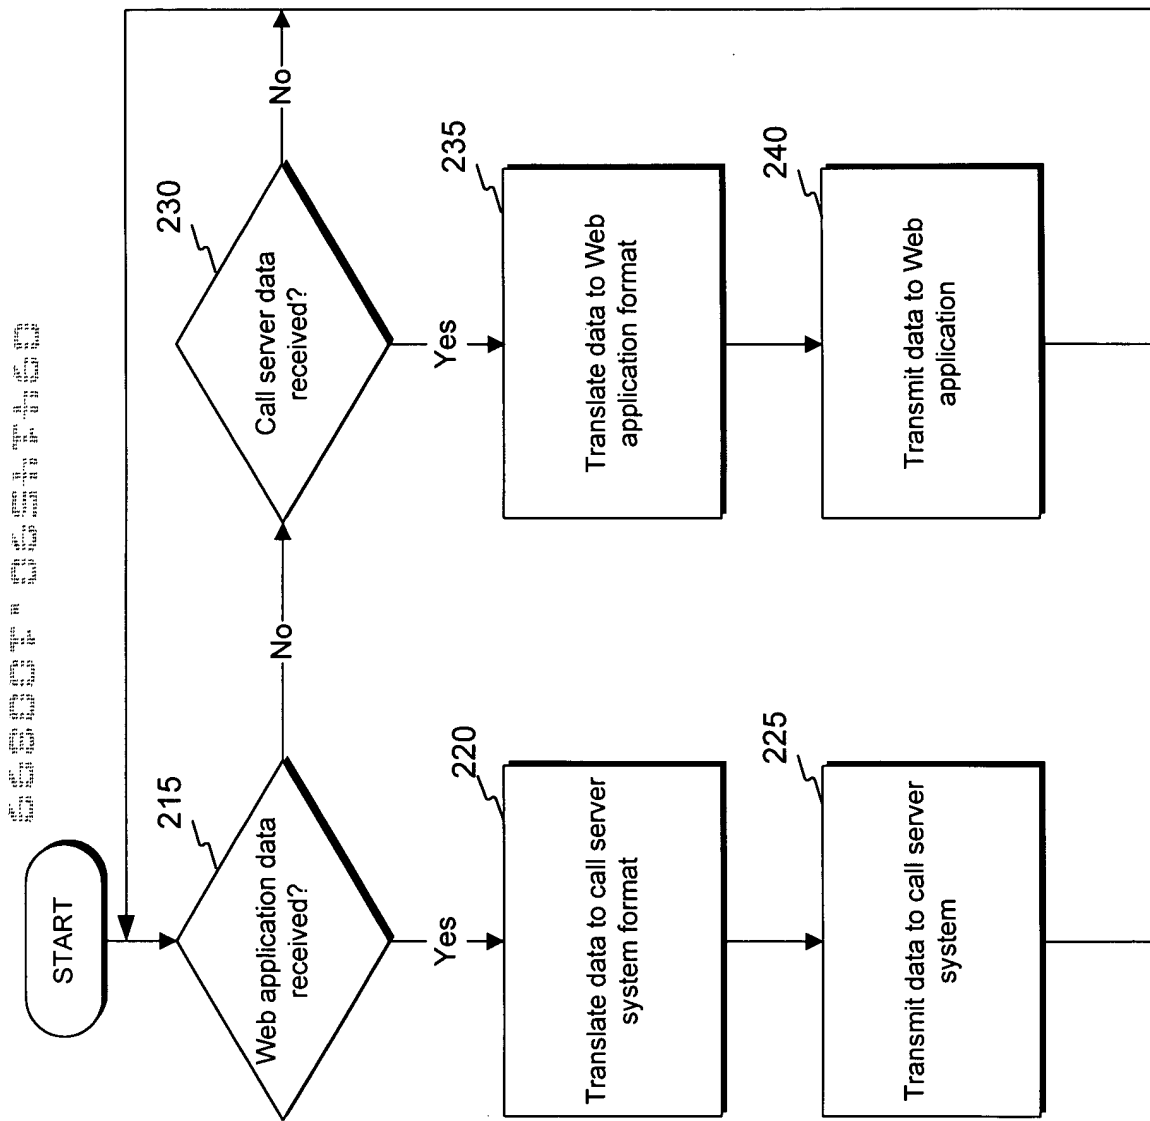 START
215
Web application data
received?
No
230
Call server data
received?
No
Yes
220
Translate data to call server
system format
225
Transmit data to call server
system
Yes
235
Translate data to Web
application format
240
Transmit data to Web
application